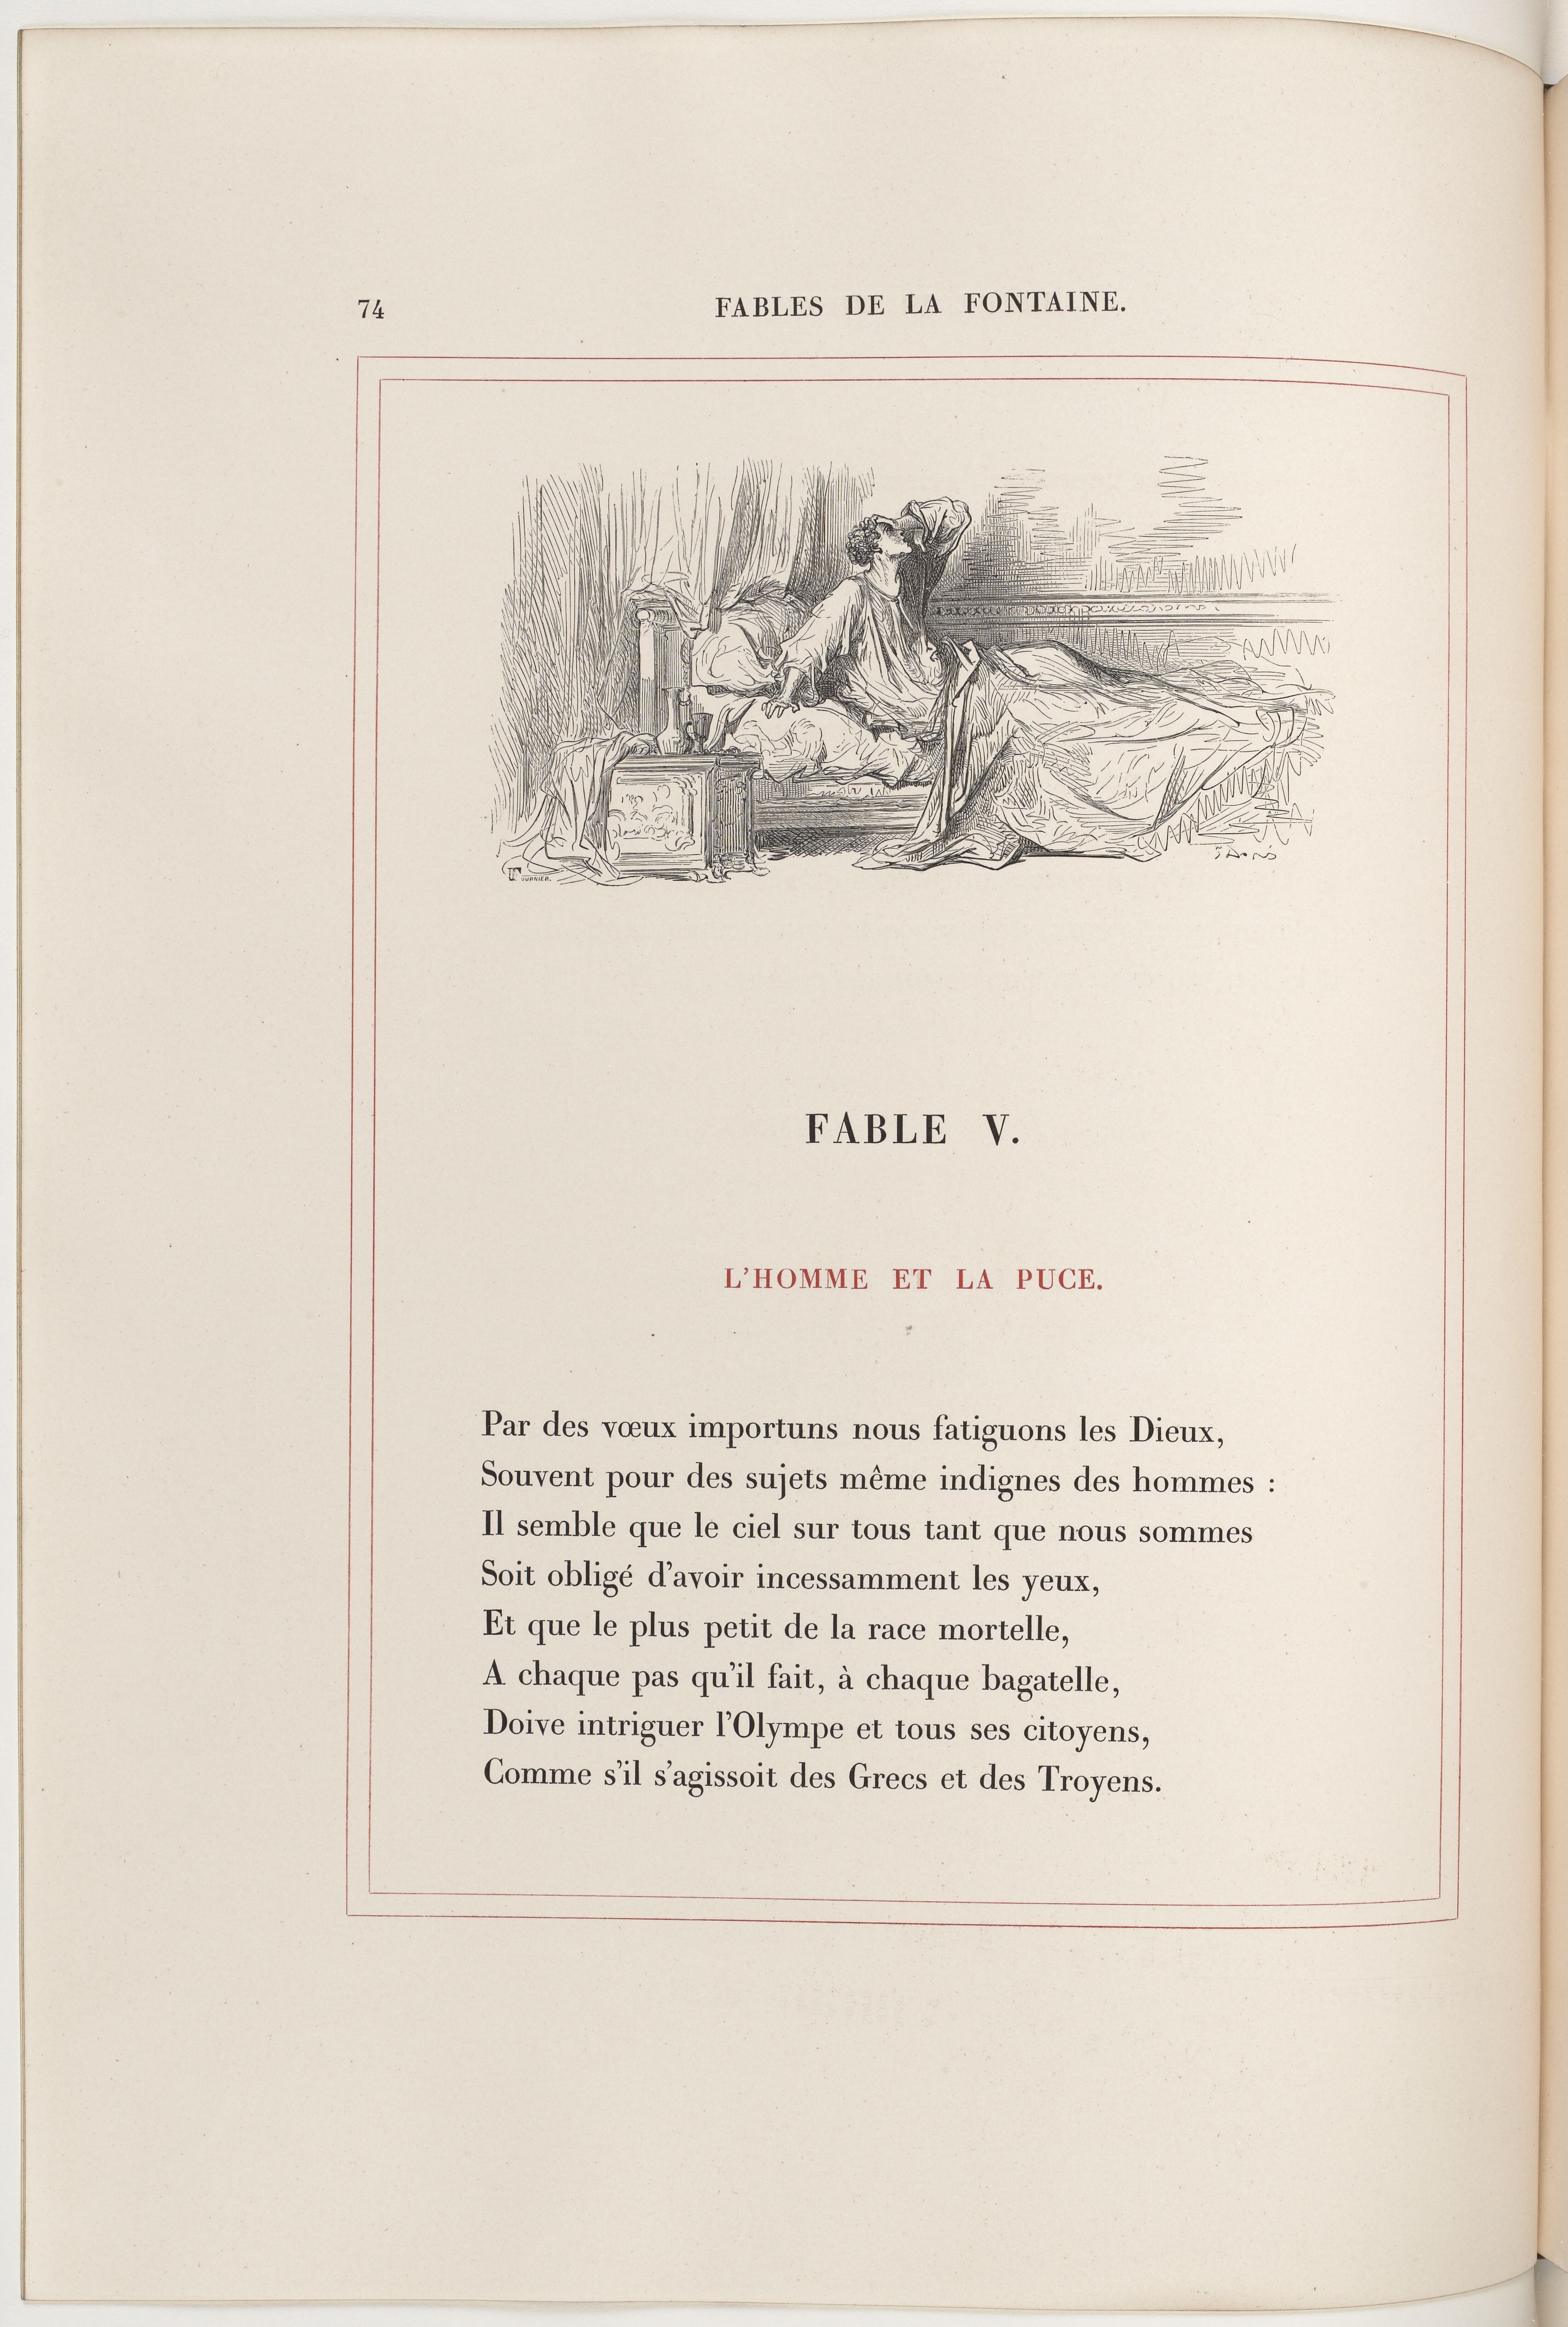 74
FABLES DE LA FONTAINE.
TOURNIER.
G Doré
FABLE V.
L'HOMME ET LA PUCE.
Par des vœux importuns nous fatiguons les Dieux,
Souvent pour des sujets même indignes des hommes :
Il semble que le ciel sur tous tant que nous sommes
Soit obligé d'avoir incessamment les yeux,
Et que le plus petit de la race mortelle,
A chaque pas qu'il fait, à chaque bagatelle,
Doive intriguer l'Olympe et tous ses citoyens,
Comme s'il s'agissoit des Grecs et des Troyens.